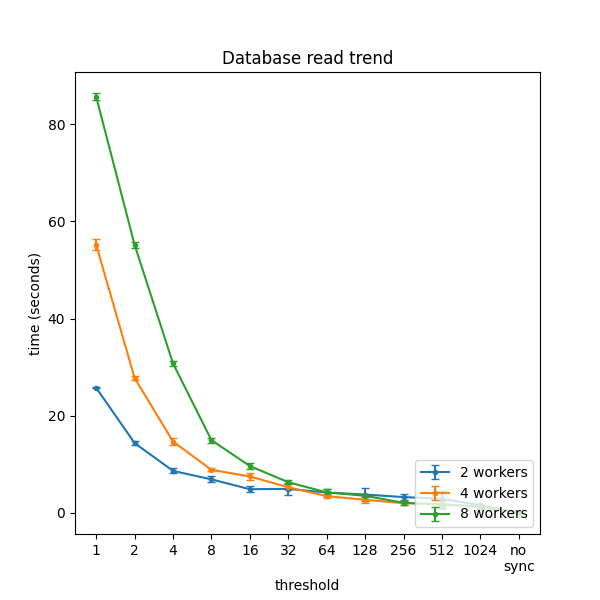 Database read trend
time (seconds)
80
60
40
20
0
2 workers
4 workers
8 workers
1 2 4 8 16 32 64 128 256 512 1024 no
sync
threshold